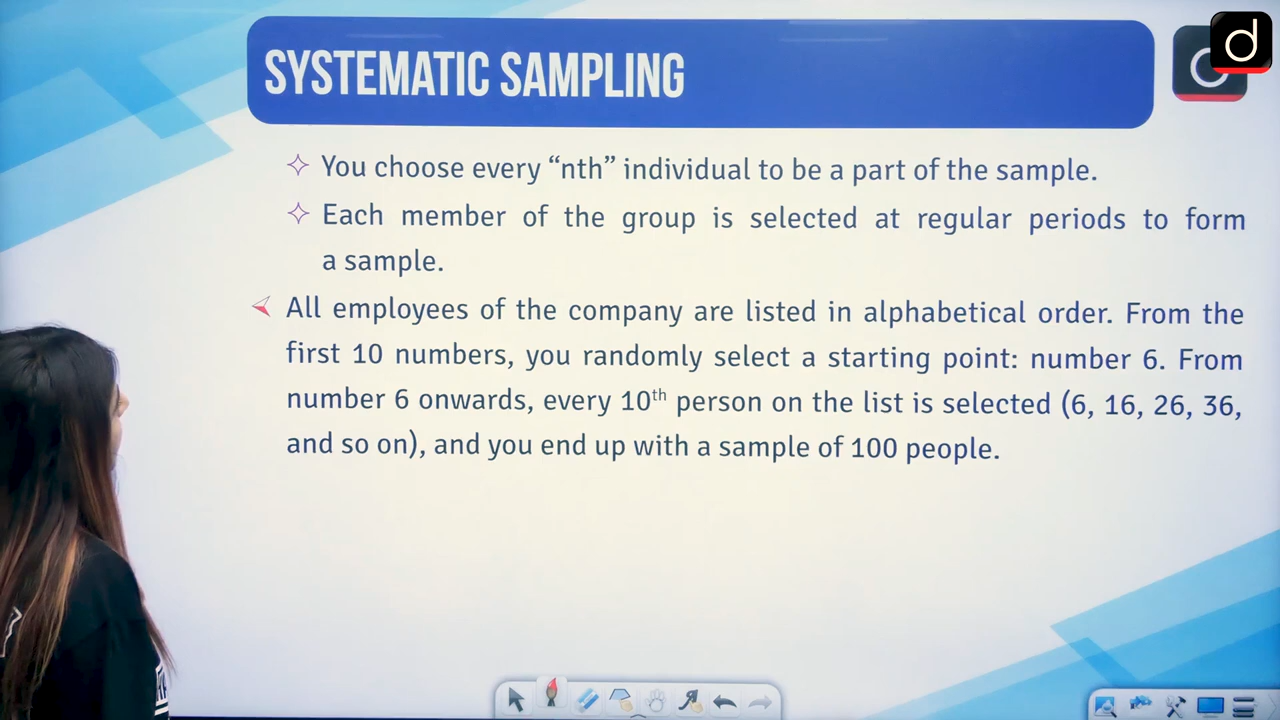 SYSTEMATIC SAMPLING
d
You choose every “nth” individual to be a part of the sample.
Each member of the group is selected at regular periods to form
a sample.
All employees of the company are listed in alphabetical order. From the
first 10 numbers, you randomly select a starting point: number 6. From
number 6 onwards, every 10th person on the list is selected (6, 16, 26, 36,
and so on), and you end up with a sample of 100 people.